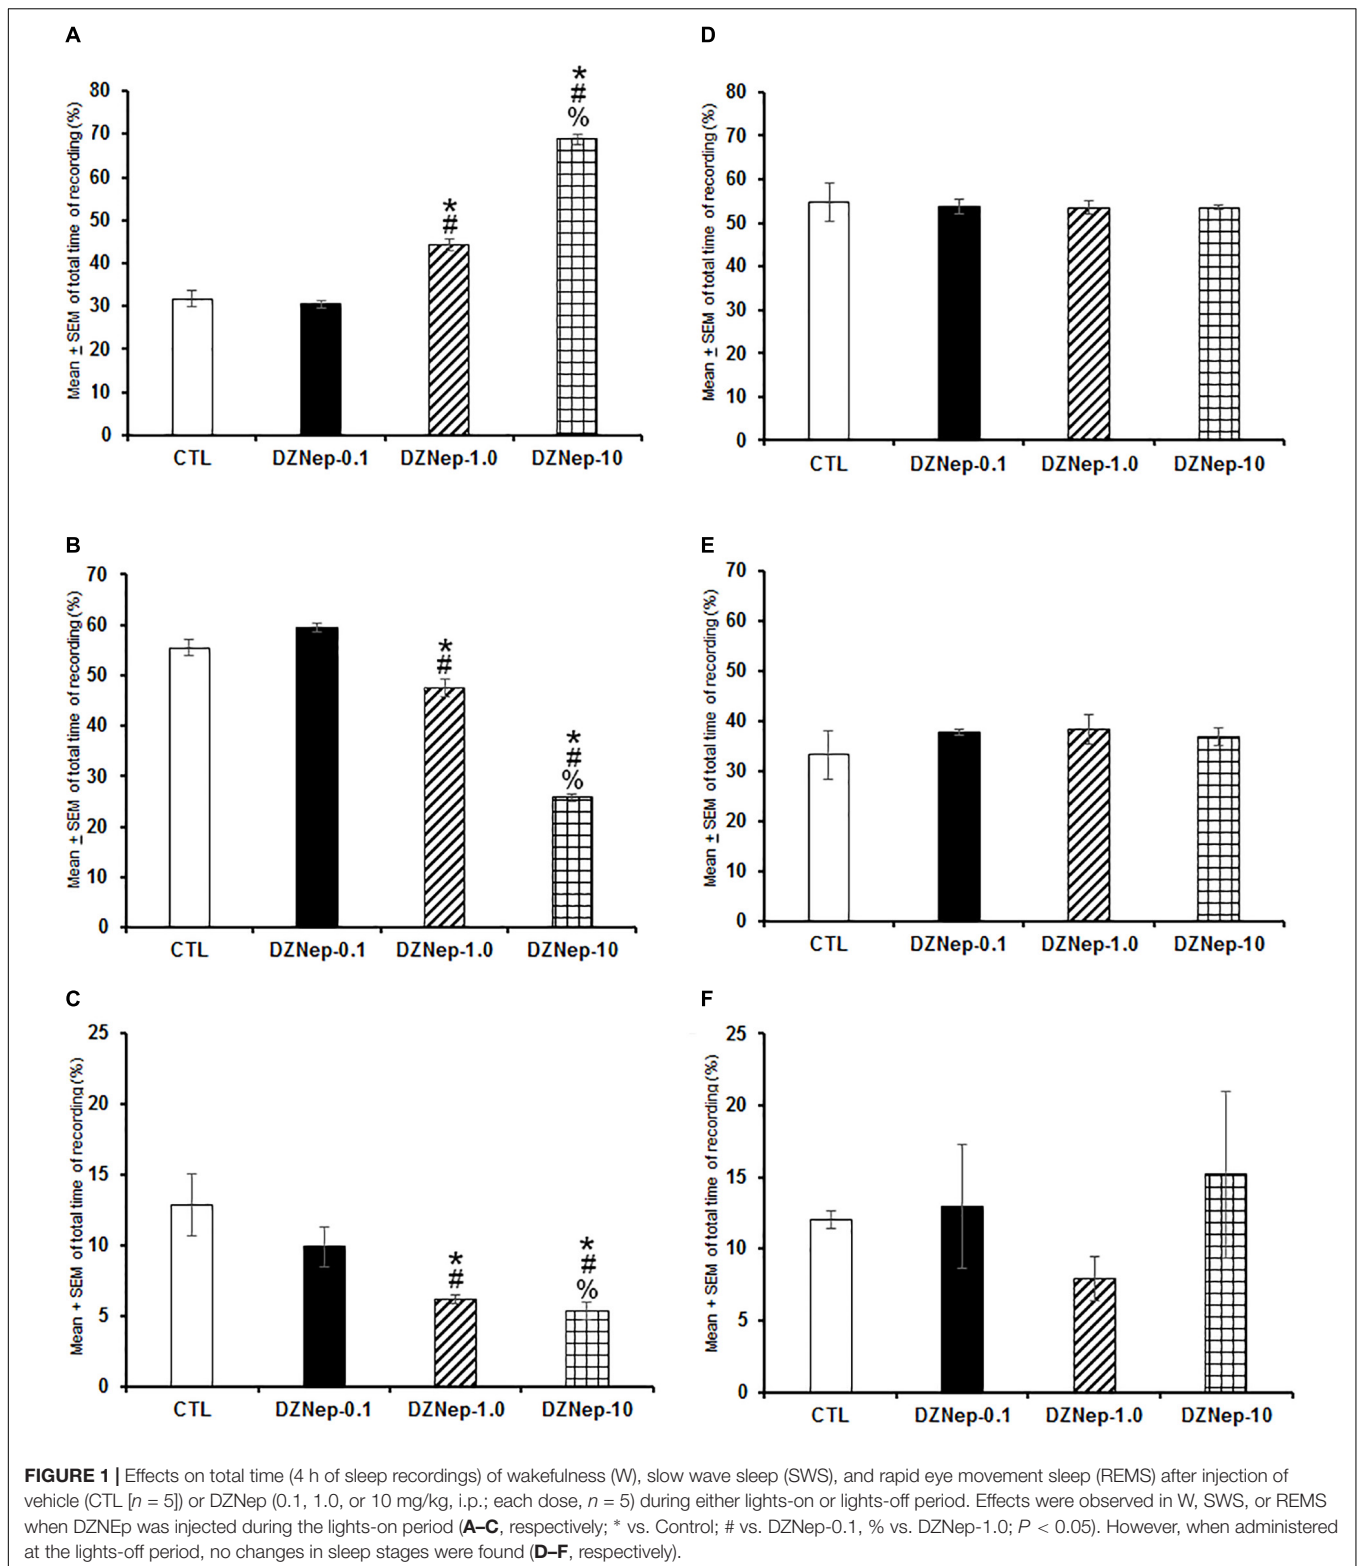 A
Mean ± SEM of total time of recording (%)
80
70
60
50
40
30
20
10
0
*
#
*
#
%
CTL DZNep-0.1 DZNep-1.0 DZNep-10
D
Mean ± SEM of total time of recording (%)
80
70
60
50
40
30
20
10
0
CTL DZNep-0.1 DZNep-1.0 DZNep-10
B
Mean ± SEM of total time of recording (%)
70
60
50
40
30
20
10
0
*
#
*
#
%
CTL DZNep-0.1 DZNep-1.0 DZNep-10
E
Mean ± SEM of total time of recording (%)
70
60
50
40
30
20
10
0
CTL DZNep-0.1 DZNep-1.0 DZNep-10
C
Mean + SEM of total time of recording (%)
25
20
15
10
5
0
*
#
*
#
%
CTL DZNep-0.1 DZNep-1.0 DZNep-10
F
Mean + SEM of total time of recording (%)
25
20
15
10
5
0
CTL DZNep-0.1 DZNep-1.0 DZNep-10
FIGURE 1 | Effects on total time (4 h of sleep recordings) of wakefulness (W), slow wave sleep (SWS), and rapid eye movement sleep (REMS) after injection of
vehicle (CTL [n = 5]) or DZNep (0.1, 1.0, or 10 mg/kg, i.p.; each dose, n = 5) during either lights-on or lights-off period. Effects were observed in W, SWS, or REMS
when DZNEp was injected during the lights-on period (A–C, respectively; * vs. Control; # vs. DZNep-0.1, % vs. DZNep-1.0; P < 0.05). However, when administered
at the lights-off period, no changes in sleep stages were found (D–F, respectively).